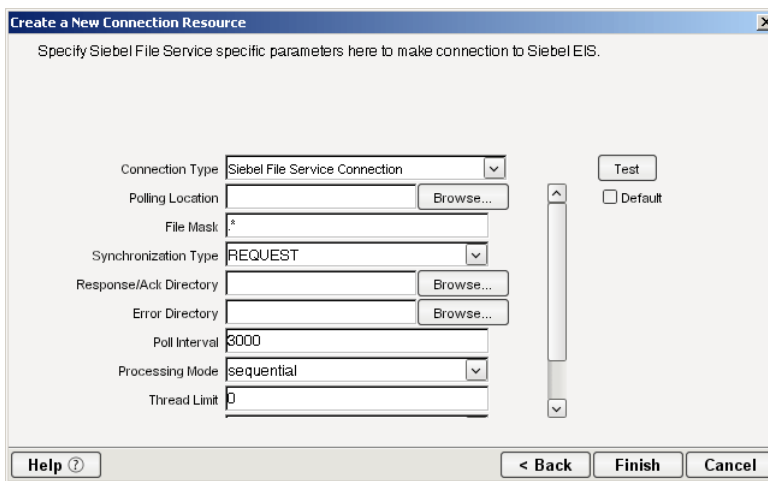 Create a New Connection Resource
Specify Siebel File Service specific parameters here to make connection to Siebel EIS.
Connection Type Siebel File Service Connection Test
Polling Location Browse... Default
File Mask .*
Synchronization Type REQUEST
Response/Ack Directory Browse...
Error Directory Browse...
Poll Interval 3000
Processing Mode sequential
Thread Limit 0
Help ? < Back Finish Cancel